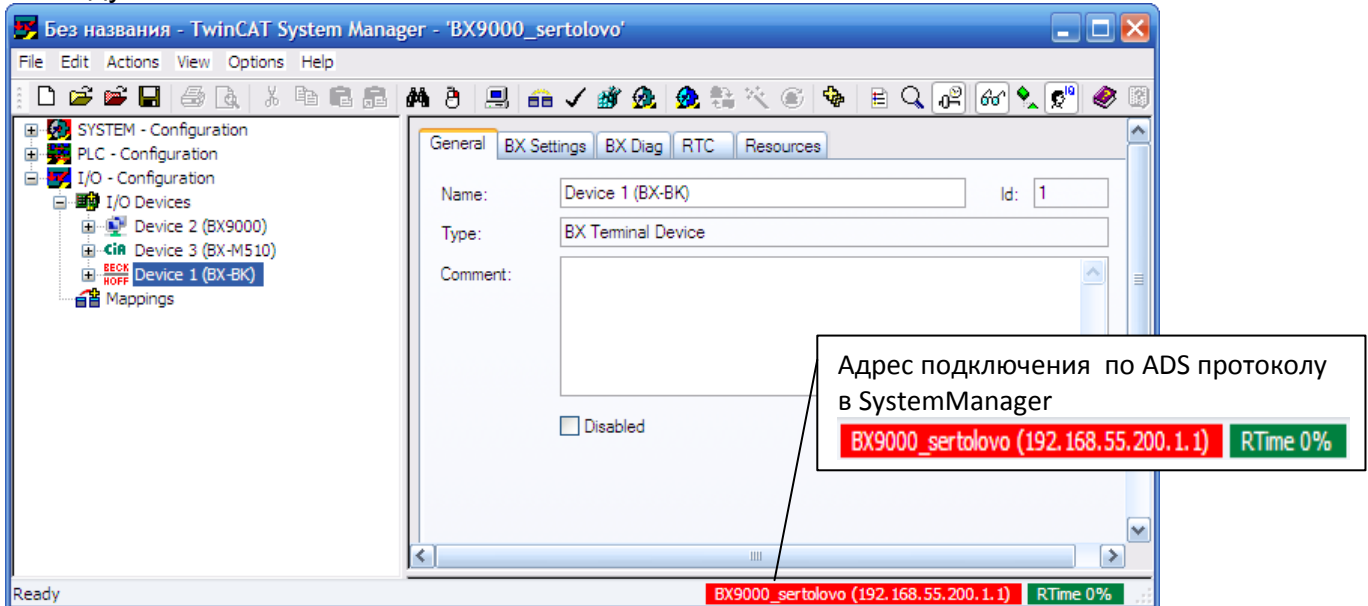 Без названия - TwinCAT System Manager - 'BX9000_sertolovo'
File Edit Actions View Options Help
SYSTEM - Configuration
PLC - Configuration
I/O - Configuration
I/O Devices
Device 2 (BX9000)
CiA Device 3 (BX-M510)
BECK HOFF Device 1 (BX-BK)
Mappings
General BX Settings BX Diag RTC Resources
Name: Device 1 (BX-BK) Id: 1
Type: BX Terminal Device
Comment:
Disabled
Адрес подключения по ADS протоколу
в SystemManager
BX9000_sertolovo (192.168.55.200.1.1) RTime 0%
Ready BX9000_sertolovo (192.168.55.200.1.1) RTime 0%